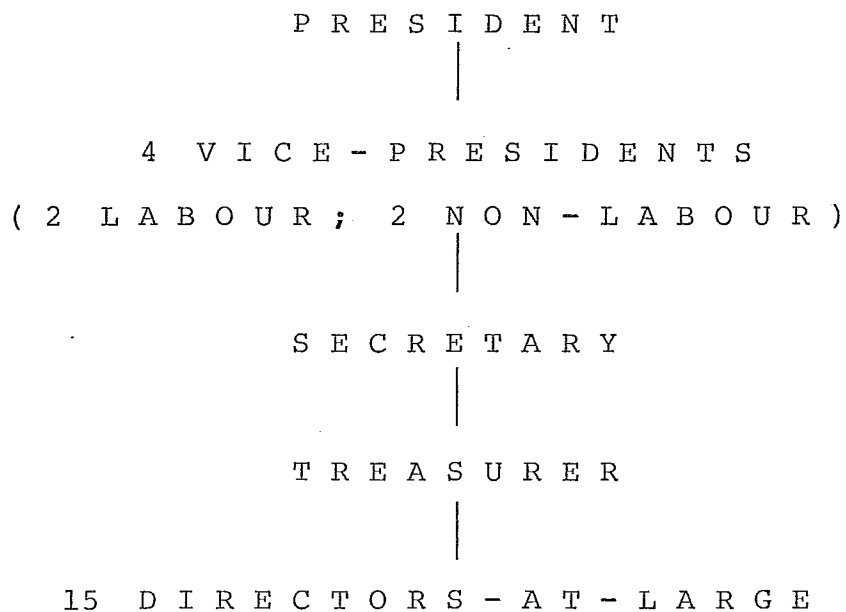 PRESIDENT
4 VICE-PRESIDENTS
(2 LABOUR; 2 NON-LABOUR)
SECRETARY
TREASURER
15 DIRECTORS-AT-LARGE